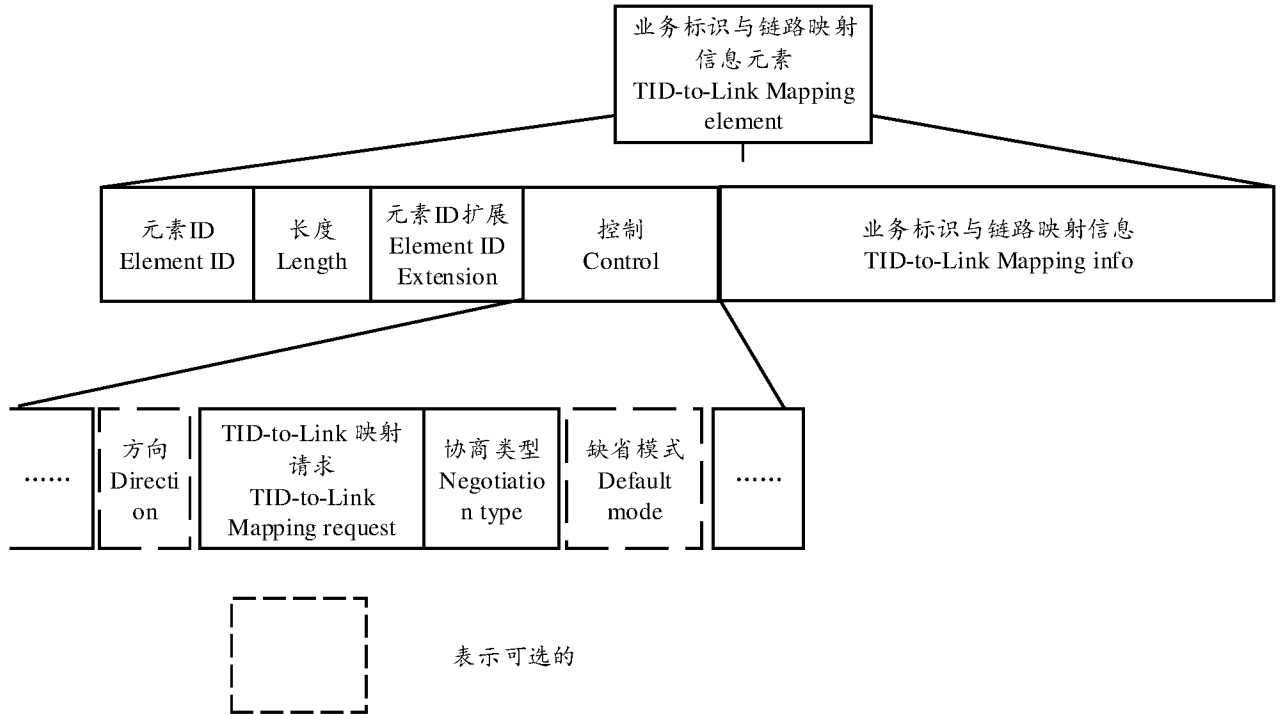 业务标识与链路映射
信息元素
TID-to-Link Mapping
element
元素ID
Element ID
长度
Length
元素ID扩展
Element ID
Extension
控制
Control
业务标识与链路映射信息
TID-to-Link Mapping info
……
方向
Directi
on
TID-to-Link 映射
请求
TID-to-Link
Mapping request
协商类型
Negotiatio
n type
缺省模式
Default
mode
……
表示可选的